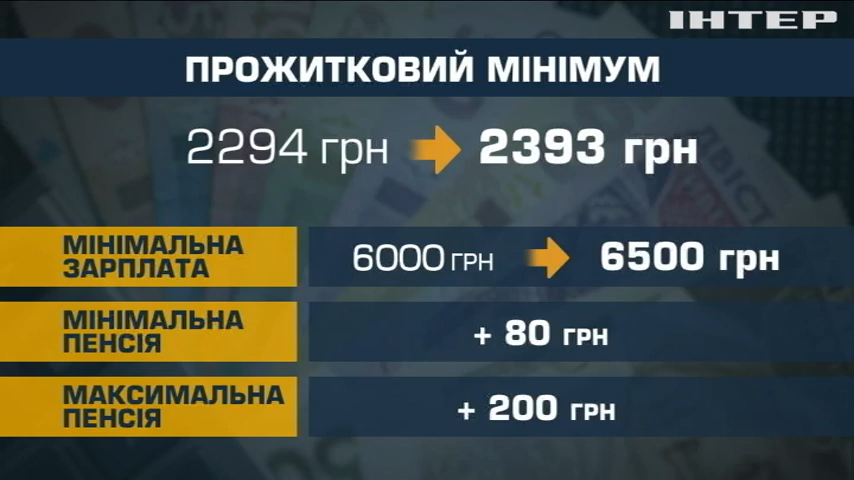 ІНТЕР
ПРОЖИТКОВИЙ МІНІМУМ
2294 грн 2393 грн
МІНІМАЛЬНА
ЗАРПЛАТА
6000 ГРН 6500 грн
МІНІМАЛЬНА
ПЕНСІЯ
+ 80 ГРН
МАКСИМАЛЬНА
ПЕНСІЯ
+ 200 ГРН
ДВІСТ